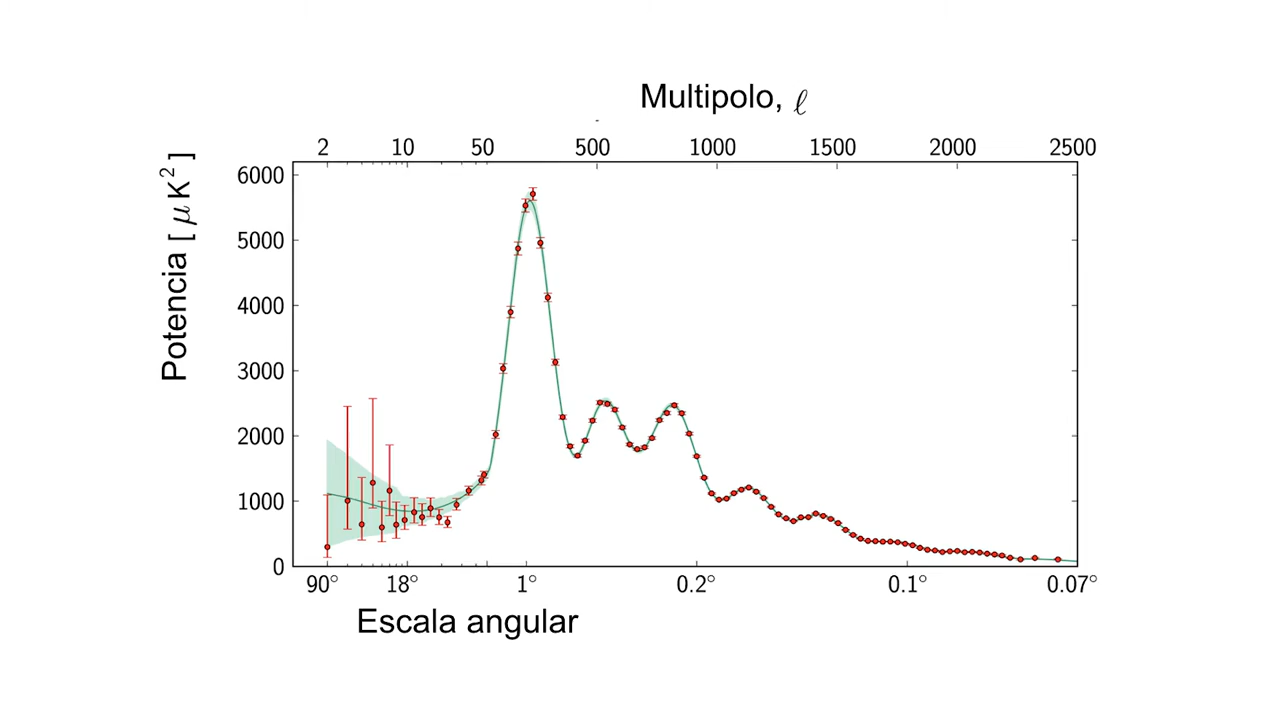 Multipolo, ℓ
2 10 50 500 1000 1500 2000 2500
Potencia [ μ K² ]
6000
5000
4000
3000
2000
1000
0
90° 18° 1° 0.2° 0.1° 0.07°
Escala angular